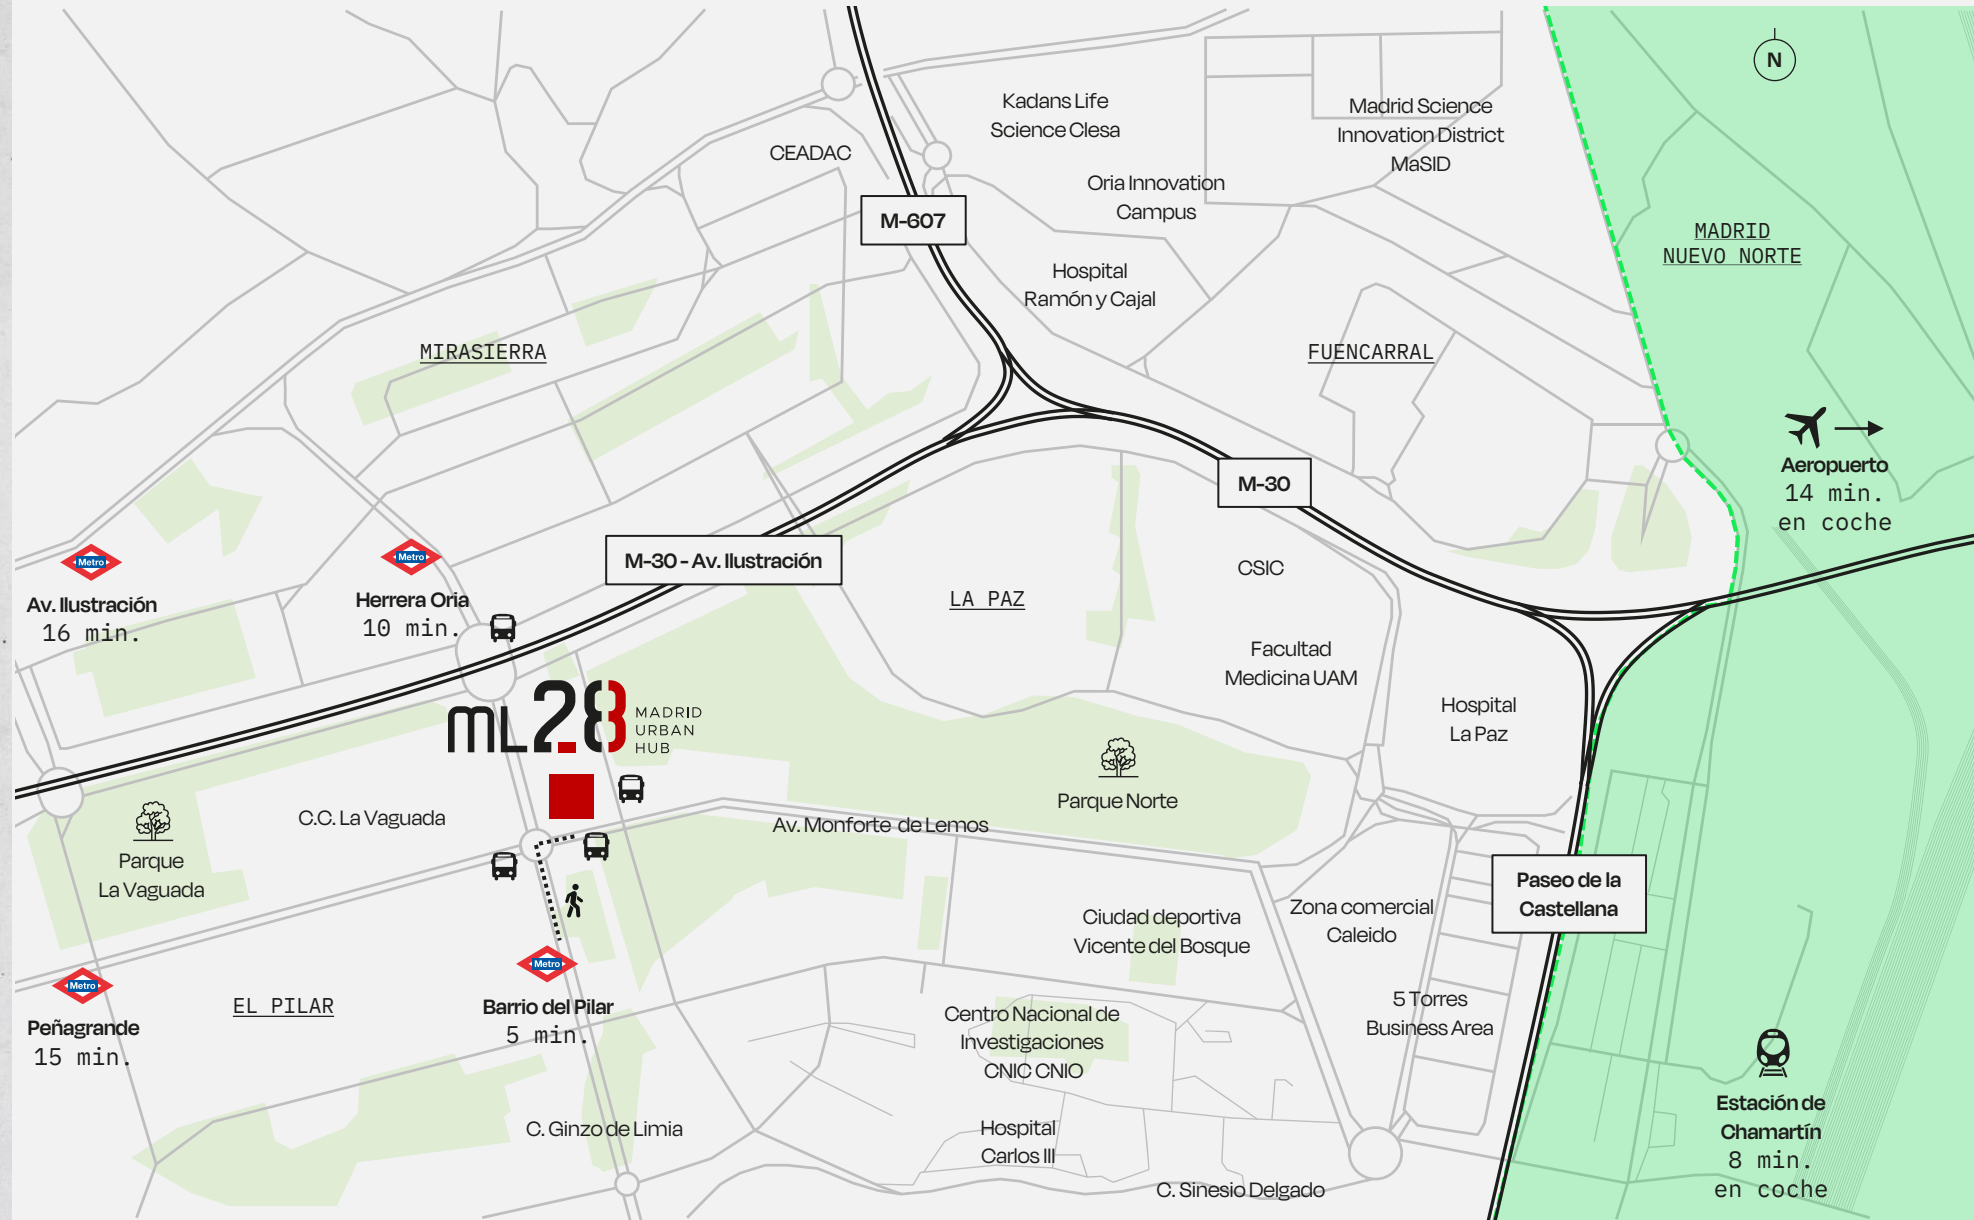 N
Kadans Life
Science Clesa
Madrid Science
Innovation District
MaSID
CEADAC
Oria Innovation
Campus
M-607
MADRID
NUEVO NORTE
Hospital
Ramón y Cajal
MIRASIERRA
FUENCARRAL
Aeropuerto
14 min.
en coche
M-30
M-30 - Av. Ilustración
CSIC
Metro
Av. Ilustración
16 min.
Metro
Herrera Oria
10 min.
LA PAZ
Facultad
Medicina UAM
Hospital
La Paz
mL28
MADRID
URBAN
HUB
Parque Norte
C.C. La Vaguada
Av. Monforte de Lemos
Parque
La Vaguada
Paseo de la
Castellana
Ciudad deportiva
Vicente del Bosque
Zona comercial
Caleido
Metro
Peñagrande
15 min.
EL PILAR
Metro
Barrio del Pilar
5 min.
Centro Nacional de
Investigaciones
CNIC CNIO
5 Torres
Business Area
Estación de
Chamartín
8 min.
en coche
C. Ginzo de Limia
Hospital
Carlos III
C. Sinesio Delgado